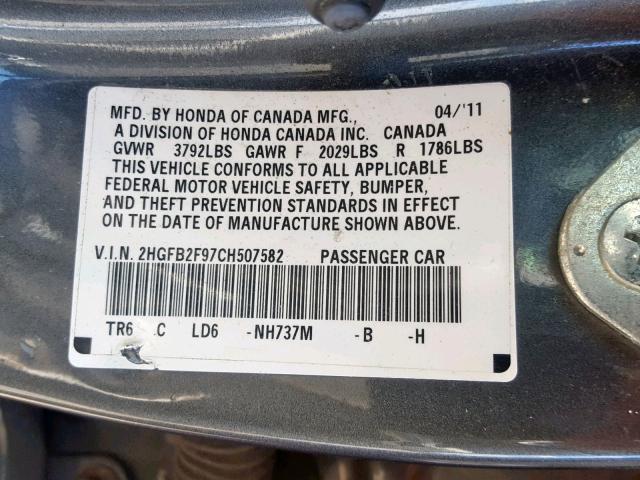 MFD. BY HONDA OF CANADA MFG., 04/'11
A DIVISION OF HONDA CANADA INC. CANADA
GVWR 3792LBS GAWR F 2029LBS R 1786LBS
THIS VEHICLE CONFORMS TO ALL APPLICABLE
FEDERAL MOTOR VEHICLE SAFETY, BUMPER,
AND THEFT PREVENTION STANDARDS IN EFFECT
ON THE DATE OF MANUFACTURE SHOWN ABOVE.
V.I.N. 2HGFB2F97CH507582 PASSENGER CAR
TR6 C LD6 -NH737M -B -H